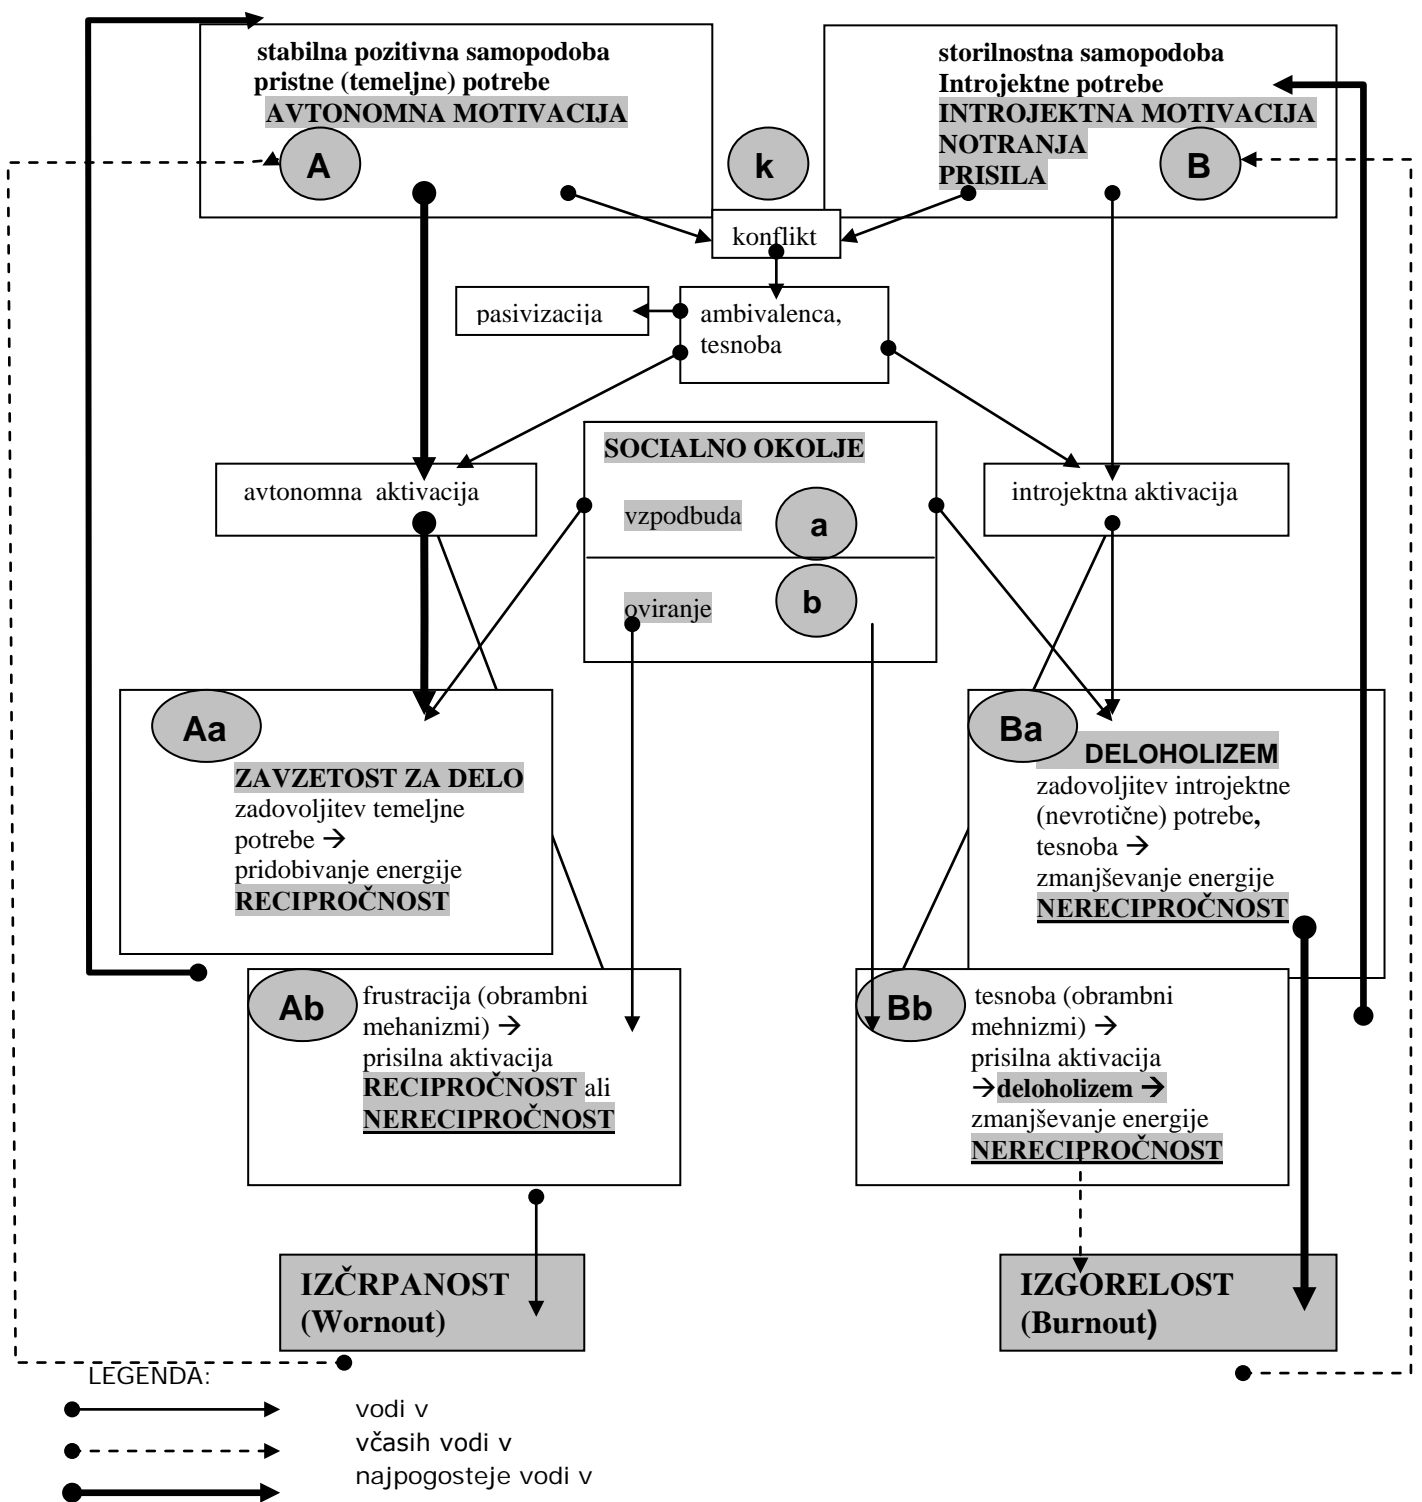 stabilna pozitivna samopodoba
pristne (temeljne) potrebe
AVTONOMNA MOTIVACIJA
A
k
storilnostna samopodoba
Introjektne potrebe
INTROJEKTNA MOTIVACIJA
NOTRANJA
PRISILA
B
konflikt
pasivizacija
ambivalenca,
tesnoba
SOCIALNO OKOLJE
vzpodbuda
a
oviranje
b
avtonomna aktivacija
introjektna aktivacija
Aa
ZAVZETOST ZA DELO
zadovoljitev temeljne
potrebe →
pridobivanje energije
RECIPROČNOST
Ba
DELOHOLIZEM
zadovoljitev introjektne
(nevrotične) potrebe,
tesnoba →
zmanjševanje energije
NERECIPROČNOST
Ab
frustracija (obrambni
mehanizmi) →
prisilna aktivacija
RECIPROČNOST ali
NERECIPROČNOST
Bb
tesnoba (obrambni
mehnizmi) →
prisilna aktivacija
→deloholizem →
zmanjševanje energije
NERECIPROČNOST
IZČRPANOST
(Wornout)
IZGORELOST
(Burnout)
LEGENDA:
vodi v
včasih vodi v
najpogosteje vodi v